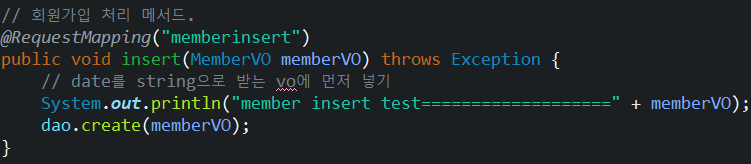 // 회원가입 처리 메서드.
@RequestMapping("memberinsert")
public void insert(MemberVO memberVO) throws Exception {
// date를 string으로 받는 vo에 먼저 넣기
System.out.println("member insert test===================" + memberVO);
dao.create(memberVO);
}